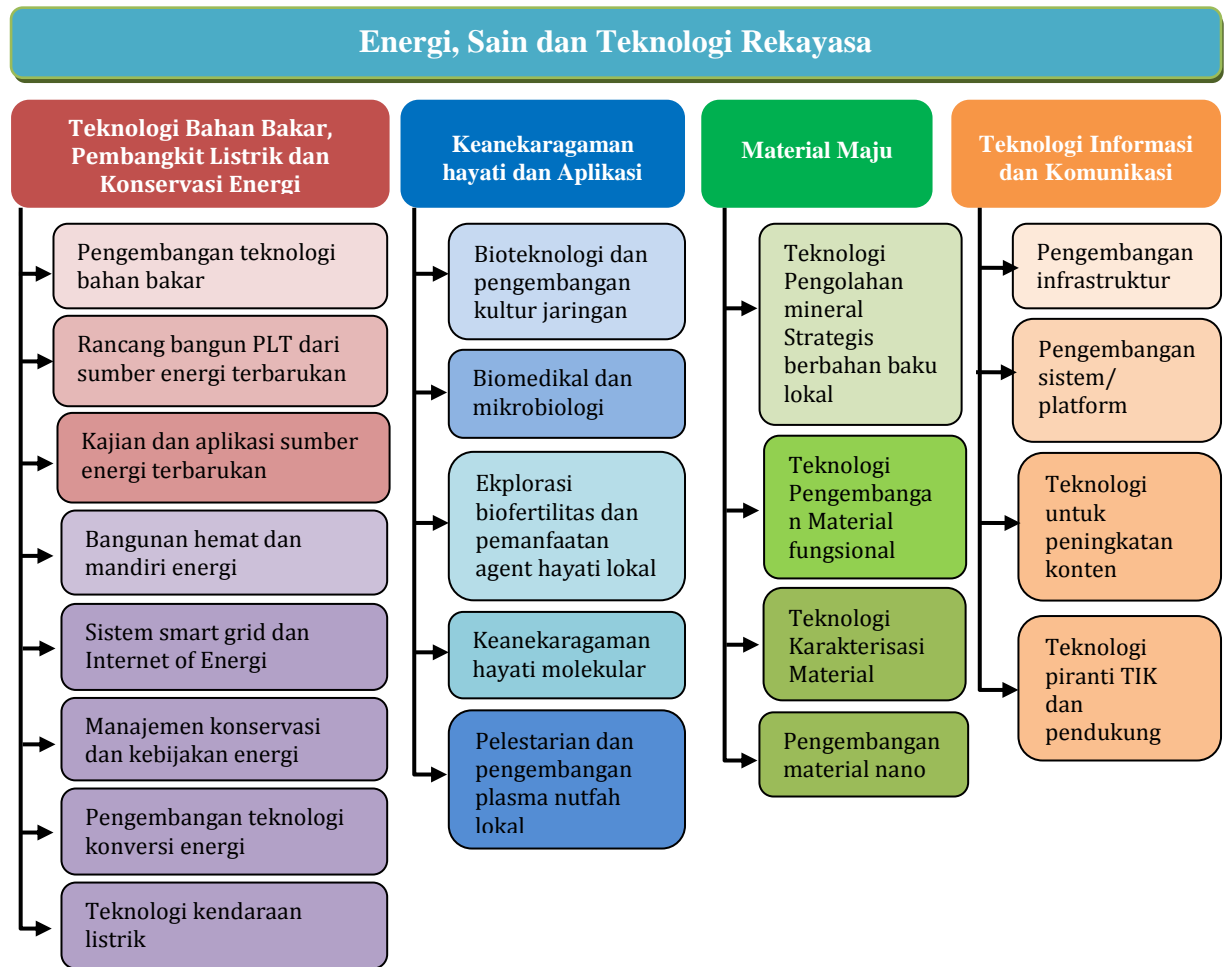 Energi, Sain dan Teknologi Rekayasa
Teknologi Bahan Bakar,
Pembangkit Listrik dan
Konservasi Energi
Pengembangan teknologi
bahan bakar
Rancang bangun PLT dari
sumber energi terbarukan
Kajian dan aplikasi sumber
energi terbarukan
Bangunan hemat dan
mandiri energi
Sistem smart grid dan
Internet of Energi
Manajemen konservasi
dan kebijakan energi
Pengembangan teknologi
konversi energi
Teknologi kendaraan
listrik
Keanekaragaman
hayati dan Aplikasi
Bioteknologi dan
pengembangan
kultur jaringan
Biomedikal dan
mikrobiologi
Ekplorasi
biofertilitas dan
pemanfaatan
agent hayati lokal
Keanekaragaman
hayati molekular
Pelestarian dan
pengembangan
plasma nutfah
lokal
Material Maju
Teknologi
Pengolahan
mineral
Strategis
berbahan baku
lokal
Teknologi
Pengembanga
n Material
fungsional
Teknologi
Karakterisasi
Material
Pengembangan
material nano
Teknologi Informasi
dan Komunikasi
Pengembangan
infrastruktur
Pengembangan
sistem/
platform
Teknologi
untuk
peningkatan
konten
Teknologi
piranti TIK
dan
pendukung